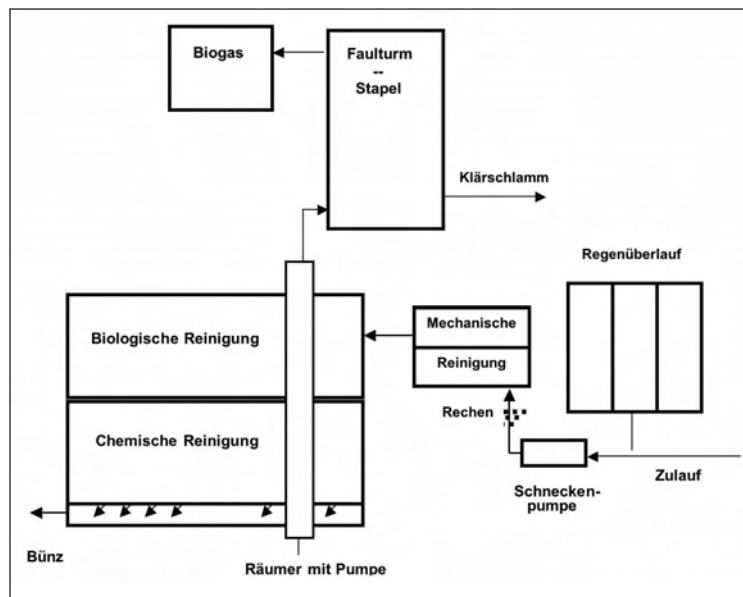 Biogas
Faulturm
--
Stapel
Klärschlamm
Regenüberlauf
Biologische Reinigung
Mechanische
Reinigung
Chemische Reinigung
Rechen
Zulauf
Schnecken-
pumpe
Bünz
Räumer mit Pumpe